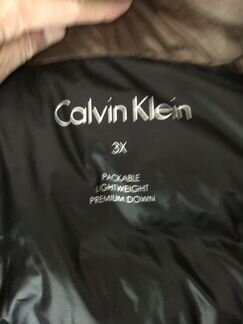 Calvin Klein
3X
PACKABLE
LIGHTWEIGHT
PREMIUM DOWN